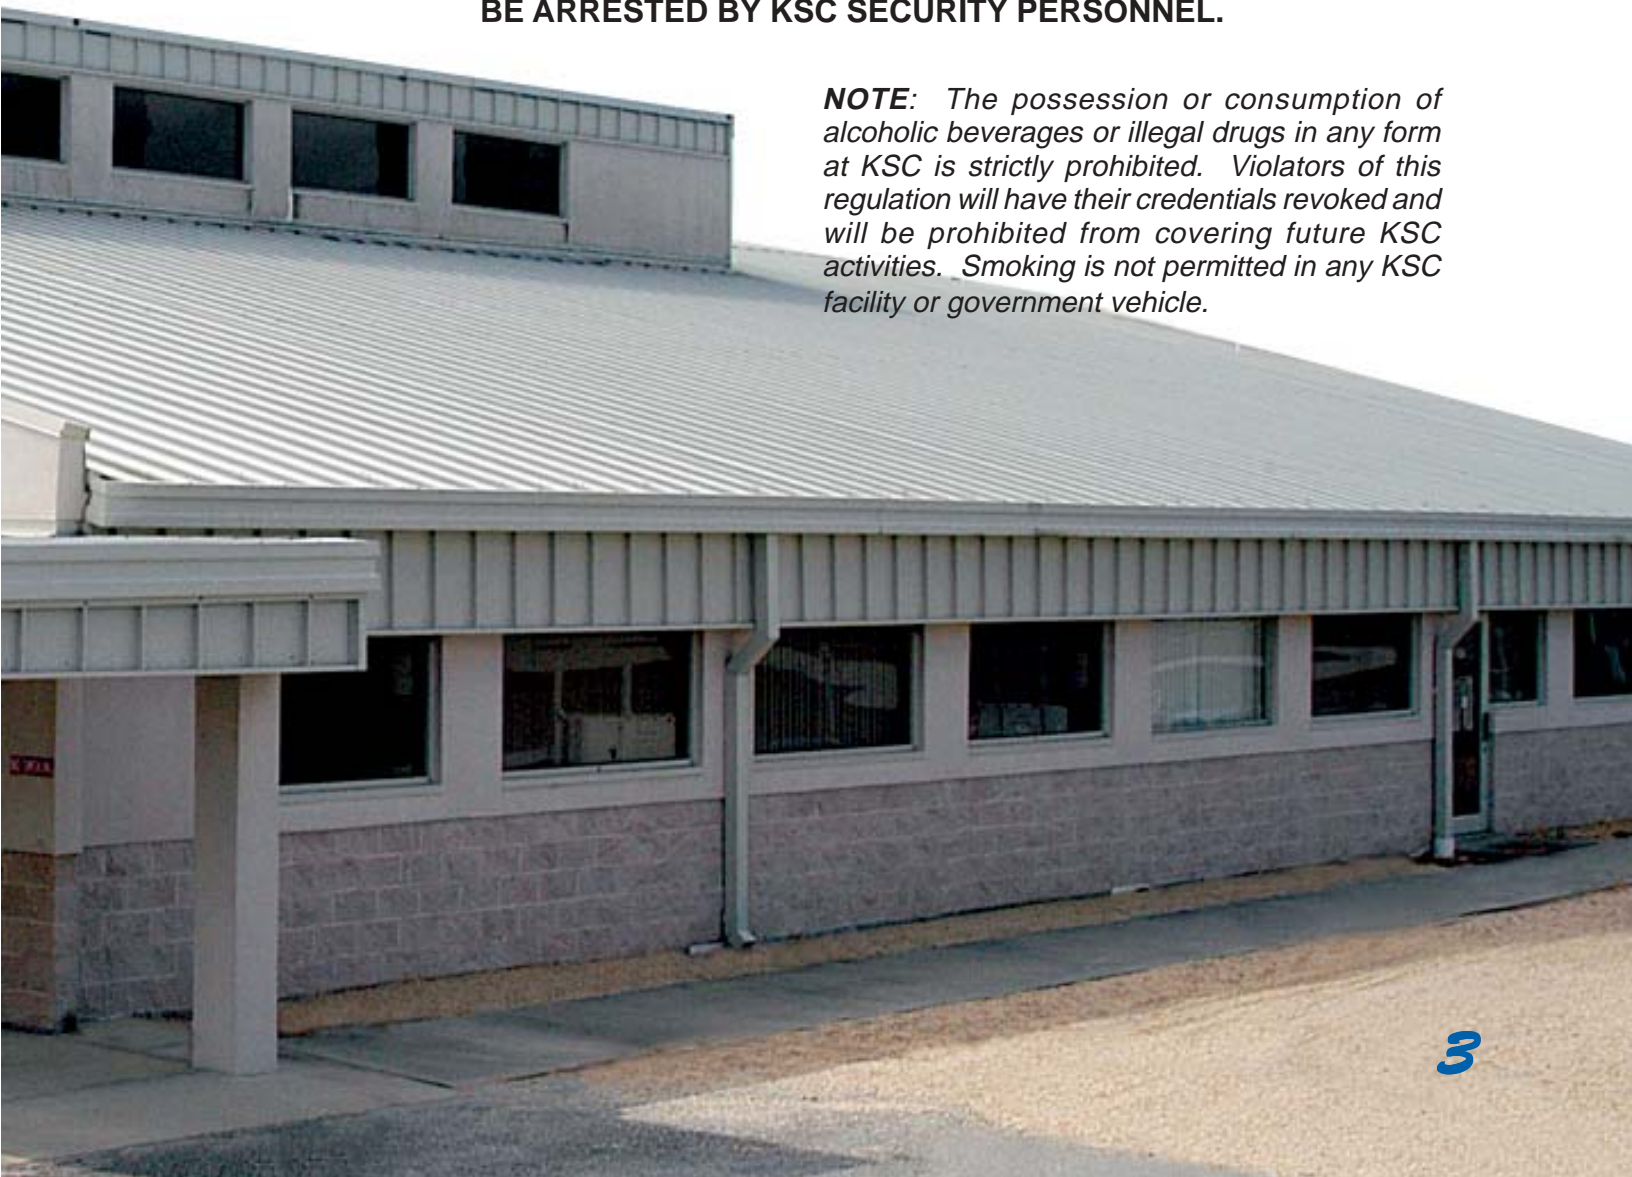 BE ARRESTED BY KSC SECURITY PERSONNEL.
NOTE: The possession or consumption of
alcoholic beverages or illegal drugs in any form
at KSC is strictly prohibited. Violators of this
regulation will have their credentials revoked and
will be prohibited from covering future KSC
activities. Smoking is not permitted in any KSC
facility or government vehicle.
3